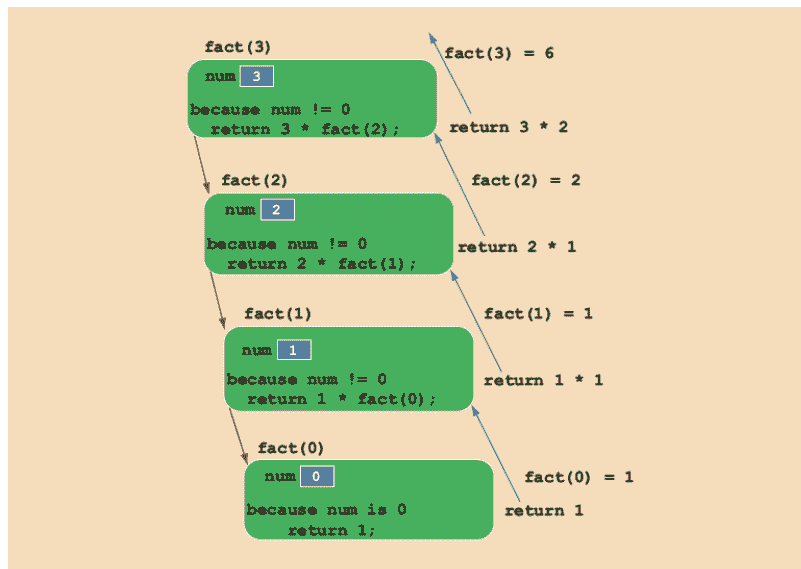 fact(3)
fact(3) = 6
num 3
because num != 0
return 3 * fact(2);
return 3 * 2
fact(2)
fact(2) = 2
num 2
because num != 0
return 2 * fact(1);
return 2 * 1
fact(1)
fact(1) = 1
num 1
because num != 0
return 1 * fact(0);
return 1 * 1
fact(0)
fact(0) = 1
num 0
because num is 0
return 1;
return 1